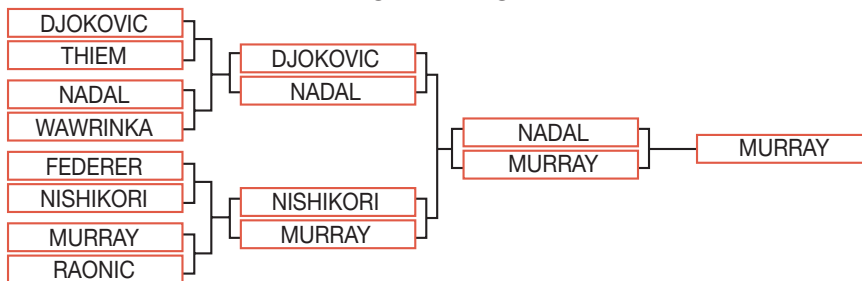 DJOKOVIC
THIEM
NADAL
WAWRINKA
FEDERER
NISHIKORI
MURRAY
RAONIC
DJOKOVIC
NADAL
NISHIKORI
MURRAY
NADAL
MURRAY
MURRAY